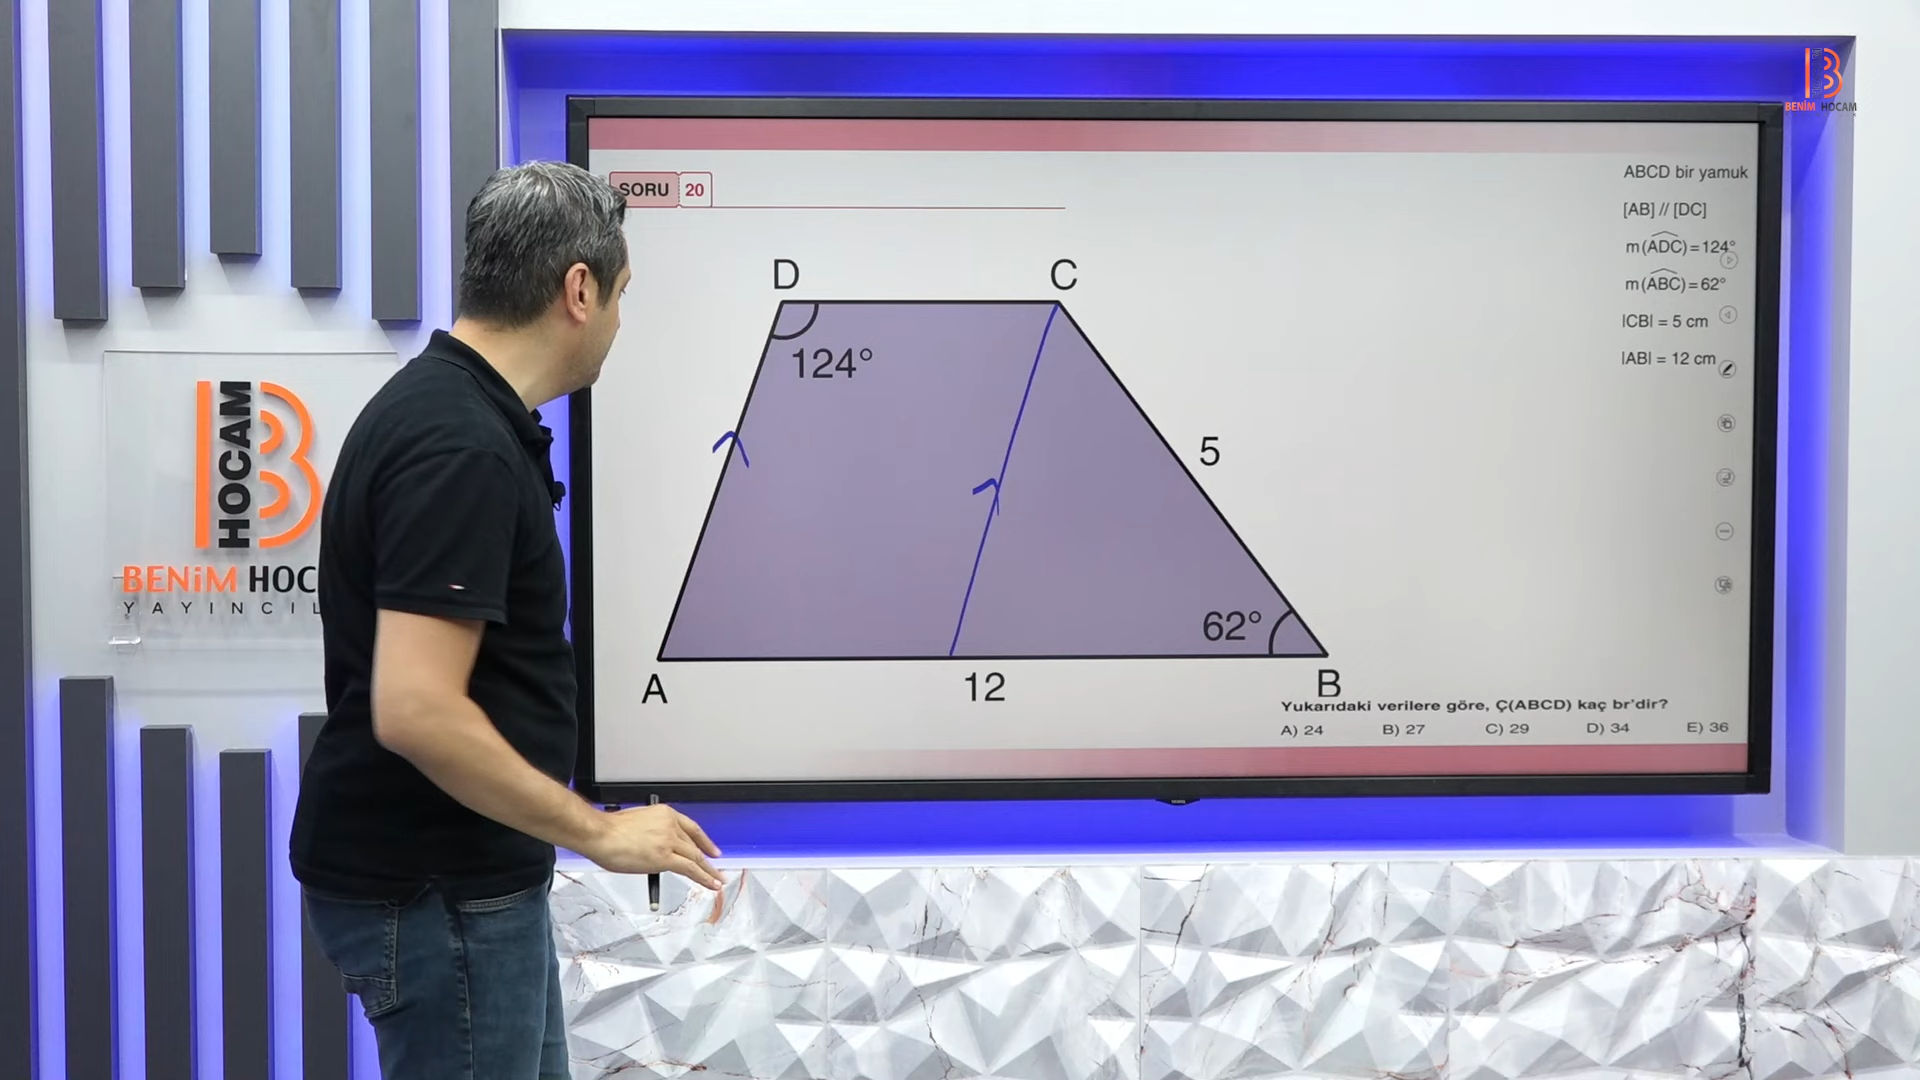 BENİM HOCAM
SORU 20
ABCD bir yamuk
[AB] // [DC]
m(ADC)=124°
m(ABC)=62°
|CB| = 5 cm
|AB| = 12 cm
D
C
124°
5
62°
A
12
B
Yukarıdaki verilere göre, Ç(ABCD) kaç br'dir?
A) 24 B) 27 C) 29 D) 34 E) 36
HOCAM
BENiM HOC
YAYINCIL